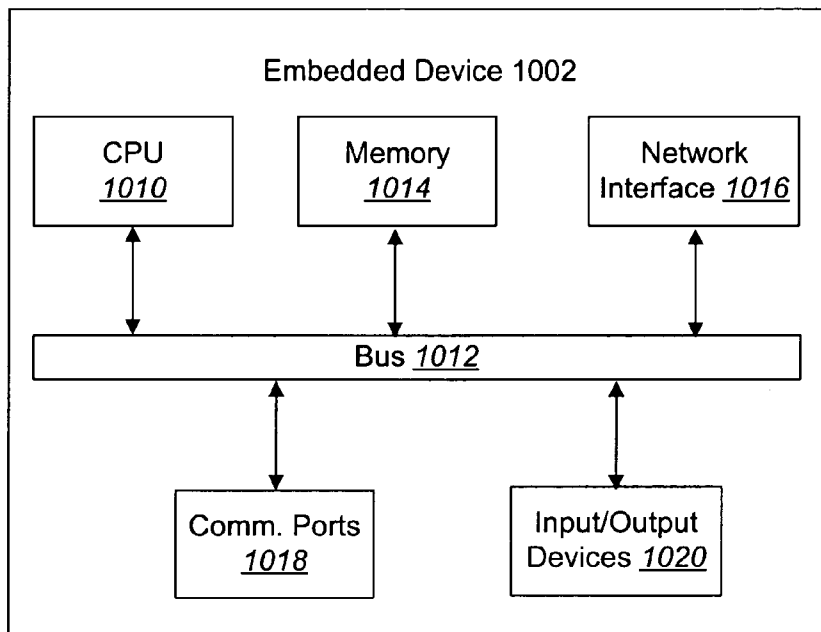 Embedded Device 1002
CPU
1010
Memory
1014
Network
Interface 1016
Bus 1012
Comm. Ports
1018
Input/Output
Devices 1020